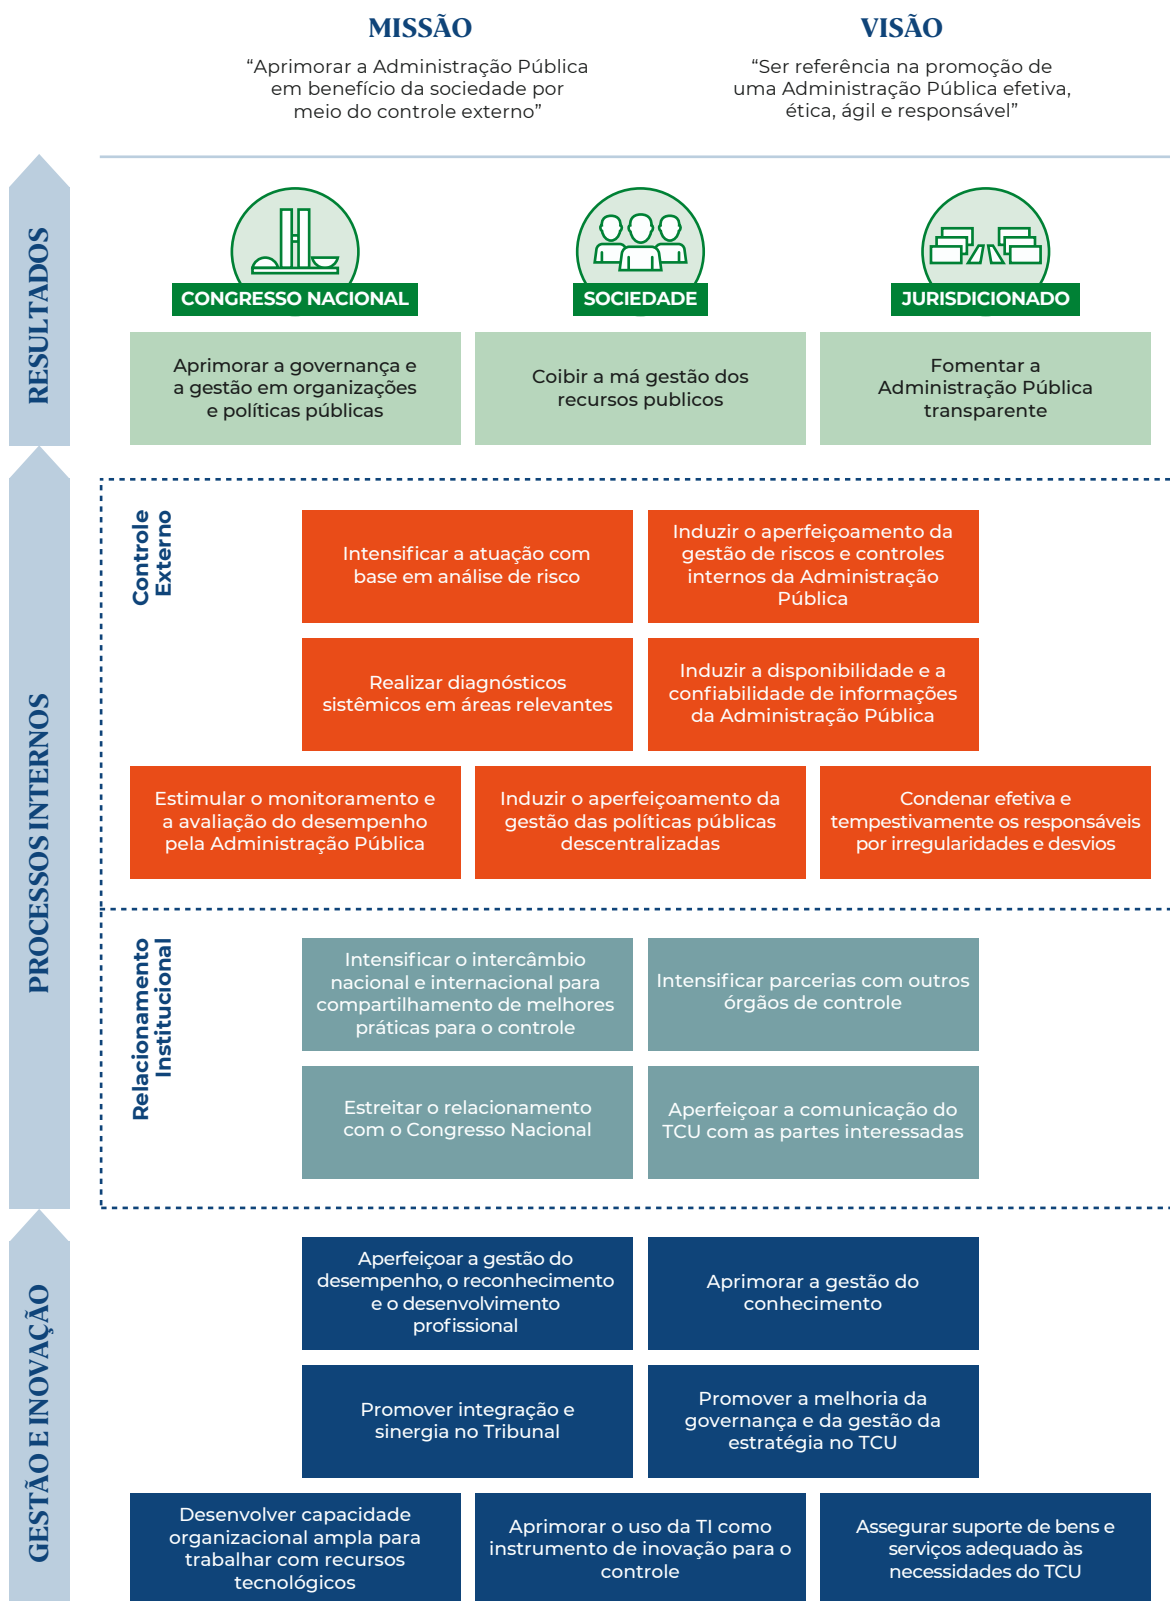 MISSÃO
“Aprimorar a Administração Pública
em benefício da sociedade por
meio do controle externo”
VISÃO
“Ser referência na promoção de
uma Administração Pública efetiva,
ética, ágil e responsável”
RESULTADOS
CONGRESSO NACIONAL
SOCIEDADE
JURISDICIONADO
Aprimorar a governança e
a gestão em organizações
e políticas públicas
Coibir a má gestão dos
recursos publicos
Fomentar a
Administração Pública
transparente
PROCESSOS INTERNOS
Controle
Externo
Intensificar a atuação com
base em análise de risco
Induzir o aperfeiçoamento da
gestão de riscos e controles
internos da Administração
Pública
Realizar diagnósticos
sistêmicos em áreas relevantes
Induzir a disponibilidade e a
confiabilidade de informações
da Administração Pública
Estimular o monitoramento e
a avaliação do desempenho
pela Administração Pública
Induzir o aperfeiçoamento da
gestão das políticas públicas
descentralizadas
Condenar efetiva e
tempestivamente os responsáveis
por irregularidades e desvios
Relacionamento
Institucional
Intensificar o intercâmbio
nacional e internacional para
compartilhamento de melhores
práticas para o controle
Intensificar parcerias com outros
órgãos de controle
Estreitar o relacionamento
com o Congresso Nacional
Aperfeiçoar a comunicação do
TCU com as partes interessadas
GESTÃO E INOVAÇÃO
Aperfeiçoar a gestão do
desempenho, o reconhecimento
e o desenvolvimento
profissional
Aprimorar a gestão do
conhecimento
Promover integração e
sinergia no Tribunal
Promover a melhoria da
governança e da gestão da
estratégia no TCU
Desenvolver capacidade
organizacional ampla para
trabalhar com recursos
tecnológicos
Aprimorar o uso da TI como
instrumento de inovação para o
controle
Assegurar suporte de bens e
serviços adequado às
necessidades do TCU